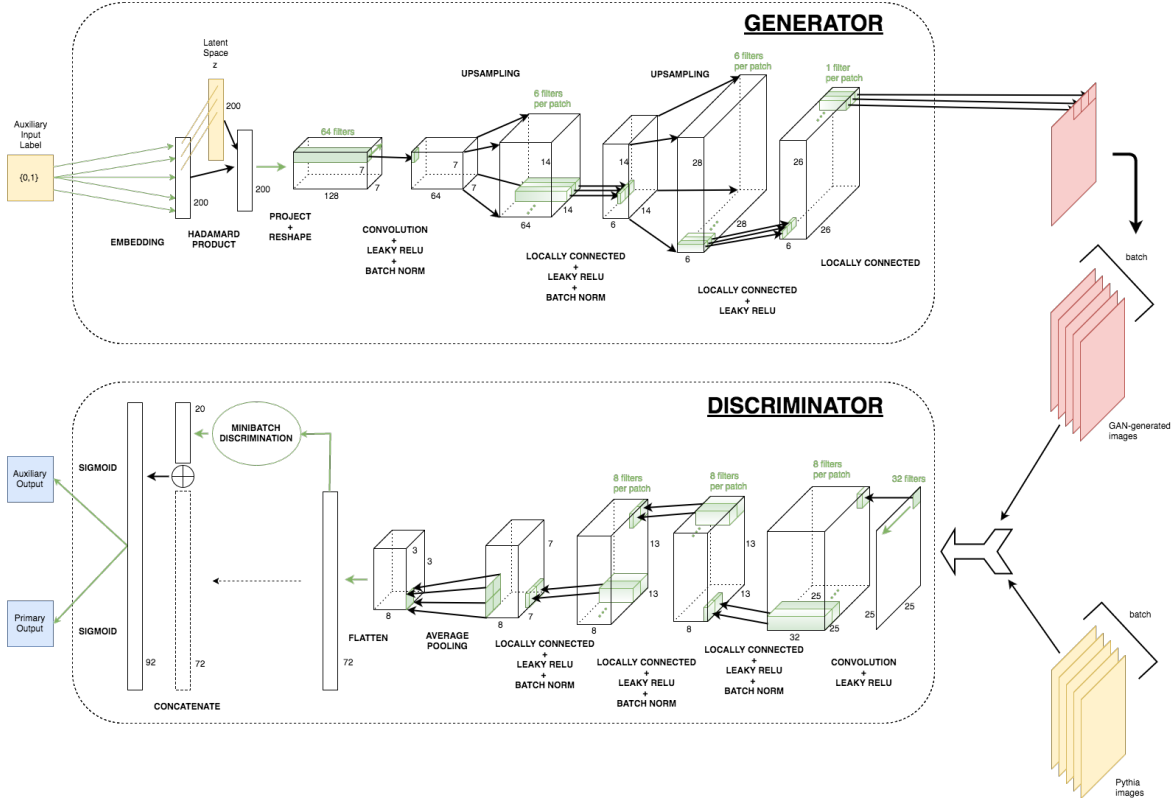 GENERATOR
Latent
Space
z
200
Auxiliary
Input
Label
{0,1}
200
200
EMBEDDING
HADAMARD
PRODUCT
64 filters
7
7
128
PROJECT
+
RESHAPE
7
7
64
CONVOLUTION
+
LEAKY RELU
+
BATCH NORM
UPSAMPLING
6 filters
per patch
14
14
64
LOCALLY CONNECTED
+
LEAKY RELU
+
BATCH NORM
14
14
6
UPSAMPLING
6 filters
per patch
28
28
6
LOCALLY CONNECTED
+
LEAKY RELU
1 filter
per patch
26
26
6
LOCALLY CONNECTED
batch
GAN-generated
images
DISCRIMINATOR
20
MINIBATCH
DISCRIMINATION
SIGMOID
Auxiliary
Output
Primary
Output
SIGMOID
92
72
CONCATENATE
72
FLATTEN
3
3
8
AVERAGE
POOLING
7
7
8
LOCALLY CONNECTED
+
LEAKY RELU
+
BATCH NORM
8 filters
per patch
13
13
8
LOCALLY CONNECTED
+
LEAKY RELU
+
BATCH NORM
8 filters
per patch
13
13
8
LOCALLY CONNECTED
+
LEAKY RELU
+
BATCH NORM
8 filters
per patch
25
25
32
32 filters
25
25
CONVOLUTION
+
LEAKY RELU
batch
Pythia
images